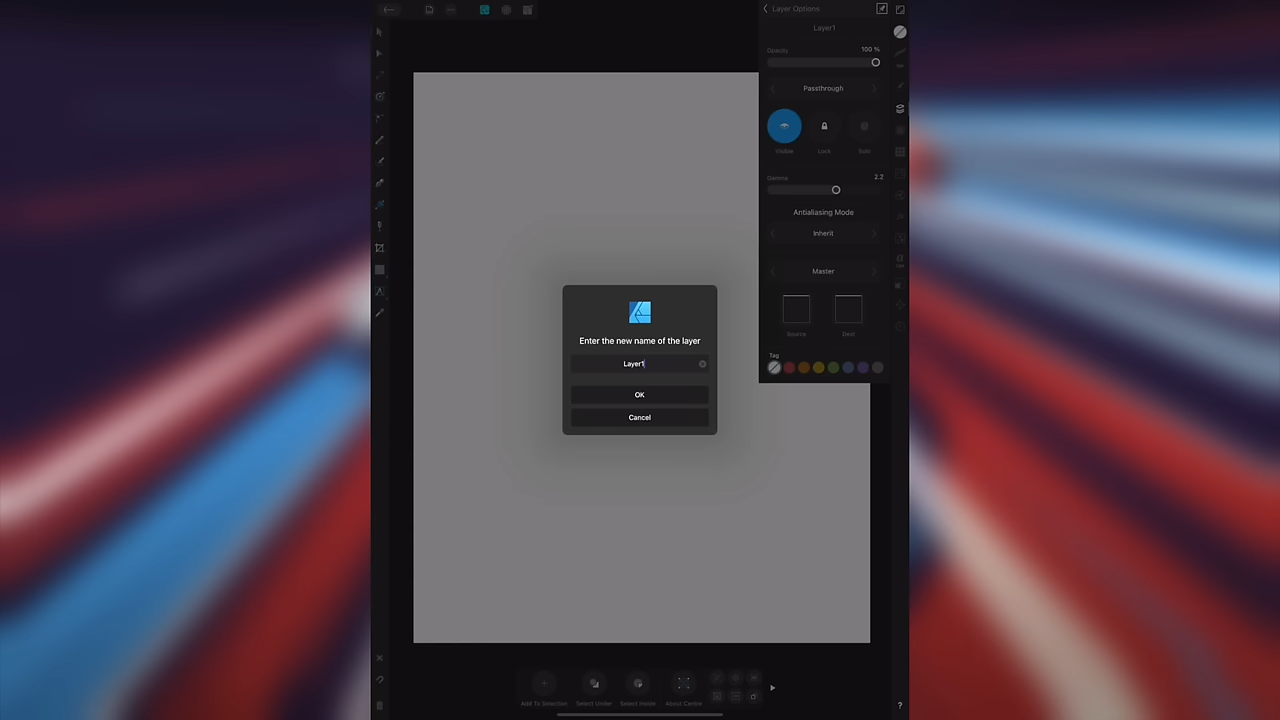 Layer Options
Layer1
Opacity
100 %
Passthrough
Visible
Lock
Solo
Gamma
2.2
Antialiasing Mode
Inherit
Master
Source
Dest
Tag
Enter the new name of the layer
Layer1
OK
Cancel
Add To Selection
Select Under
Select Inside
About Centre
?